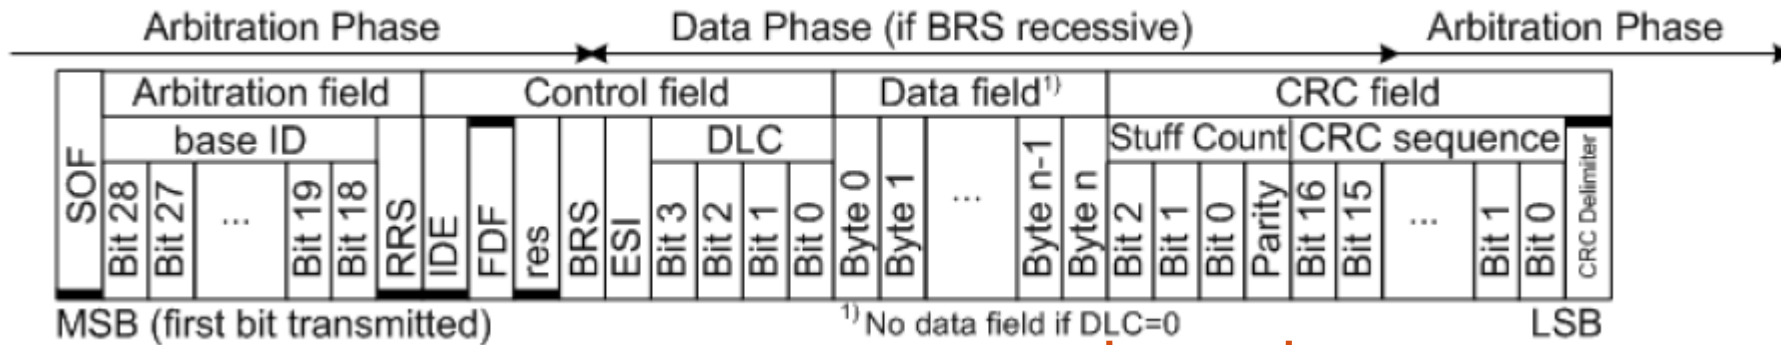 Arbitration Phase Data Phase (if BRS recessive) Arbitration Phase
Arbitration field Control field Data field1) CRC field
base ID DLC Stuff Count CRC sequence
SOF Bit 28 Bit 27 ... Bit 19 Bit 18 RRS IDE FDF res BRS ESI Bit 3 Bit 2 Bit 1 Bit 0 Byte 0 Byte 1 ... Byte n-1 Byte n Bit 2 Bit 1 Bit 0 Parity Bit 16 Bit 15 ... Bit 1 Bit 0 CRC Delimiter
MSB (first bit transmitted) 1) No data field if DLC=0 LSB